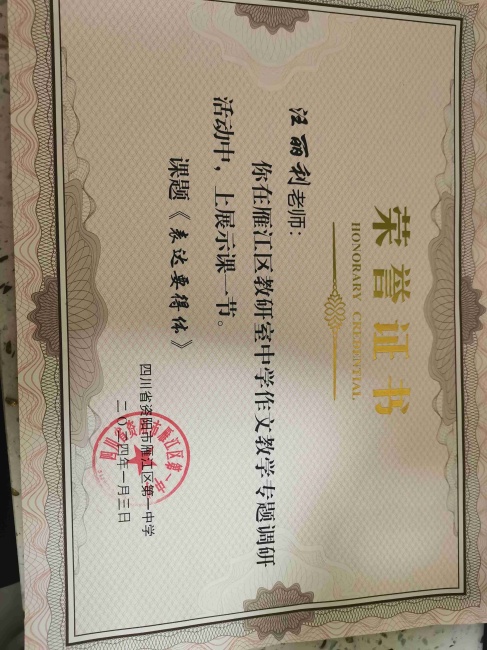 荣誉证书
HONORARY CREDENTIAL
汪丽利老师：
你在雁江区教研室中学作文教学专题调研
活动中，上展示课一节。
课题《表达要得体》
四川省资阳市雁江区第一中学
二〇二四年一月三日